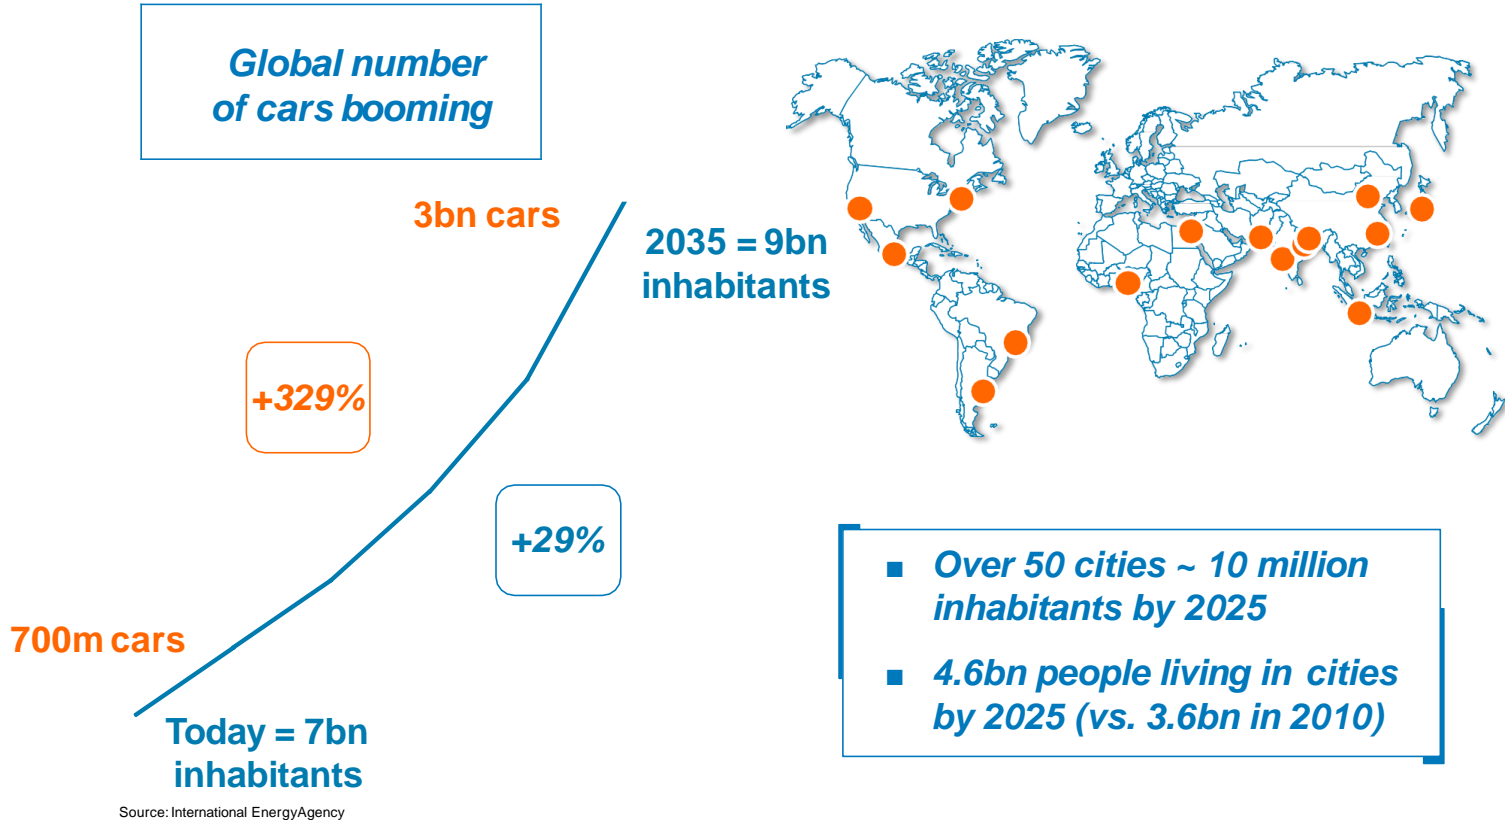 Global number
of cars booming
3bn cars
2035 = 9bn
inhabitants
+329%
+29%
700m cars
Today = 7bn
inhabitants
Source: International EnergyAgency
■ Over 50 cities ~ 10 million
inhabitants by 2025
■ 4.6bn people living in cities
by 2025 (vs. 3.6bn in 2010)